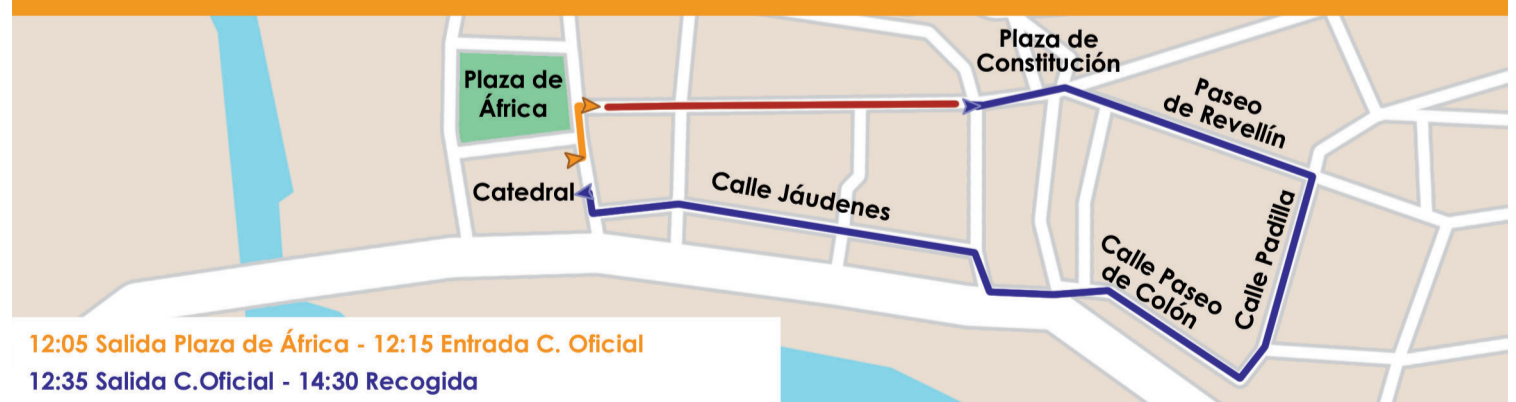 Plaza de
Constitución
Plaza de
África
Paseo
de Revellín
Catedral
Calle Jáudenes
Calle Padilla
Calle Paseo
de Colón
12:05 Salida Plaza de África - 12:15 Entrada C. Oficial
12:35 Salida C.Oficial - 14:30 Recogida